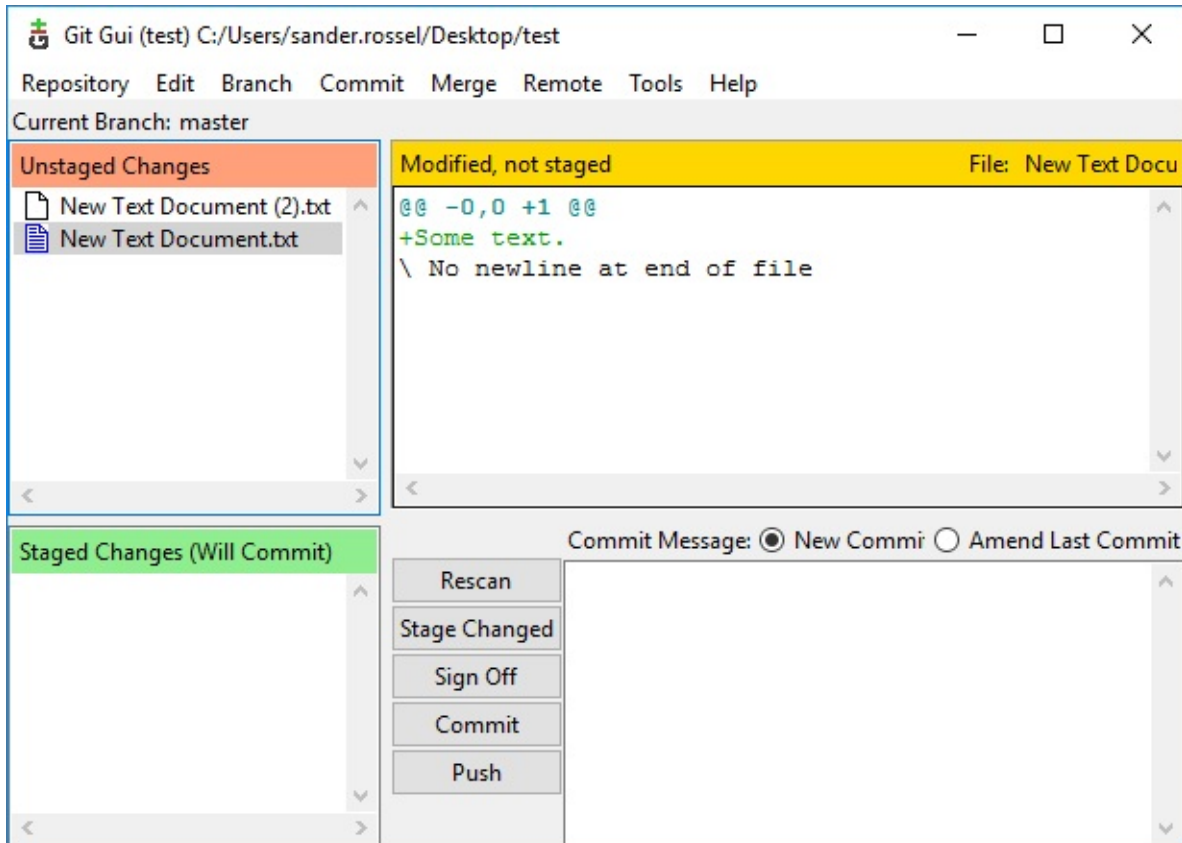 Git Gui (test) C:/Users/sander.rossel/Desktop/test
Repository Edit Branch Commit Merge Remote Tools Help
Current Branch: master
Unstaged Changes
New Text Document (2).txt
New Text Document.txt
Modified, not staged File: New Text Docu
@@ -0,0 +1 @@
+Some text.
\ No newline at end of file
Staged Changes (Will Commit)
Commit Message: New Commi Amend Last Commit
Rescan
Stage Changed
Sign Off
Commit
Push